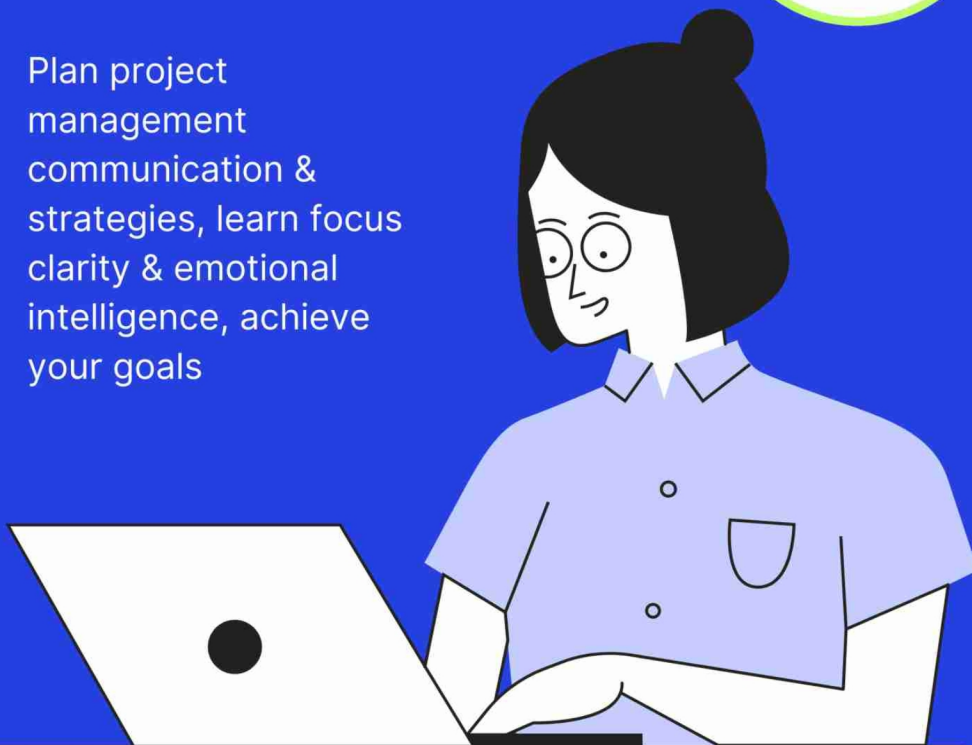 Plan project
management
communication &
strategies, learn focus
clarity & emotional
intelligence, achieve
your goals